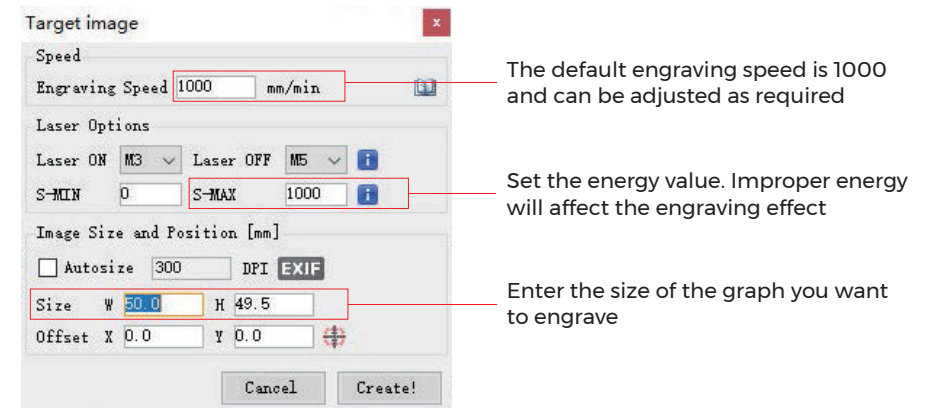 Target image x
Speed
Engraving Speed 1000 mm/min
The default engraving speed is 1000
and can be adjusted as required
Laser Options
Laser ON M3 Laser OFF M5 i
S-MIN 0 S-MAX 1000 i
Set the energy value. Improper energy
will affect the engraving effect
Image Size and Position [mm]
Autosize 300 DPI EXIF
Size W 50.0 H 49.5
Enter the size of the graph you want
to engrave
Offset X 0.0 Y 0.0
Cancel Create!